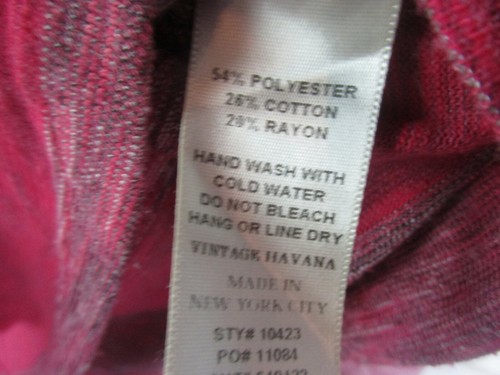 54% POLYESTER
26% COTTON
29% RAYON
HAND WASH WITH
COLD WATER
DO NOT BLEACH
HANG OR LINE DRY
VINTAGE HAVANA
MADE IN
NEW YORK CITY
STY# 10423
PO# 11084